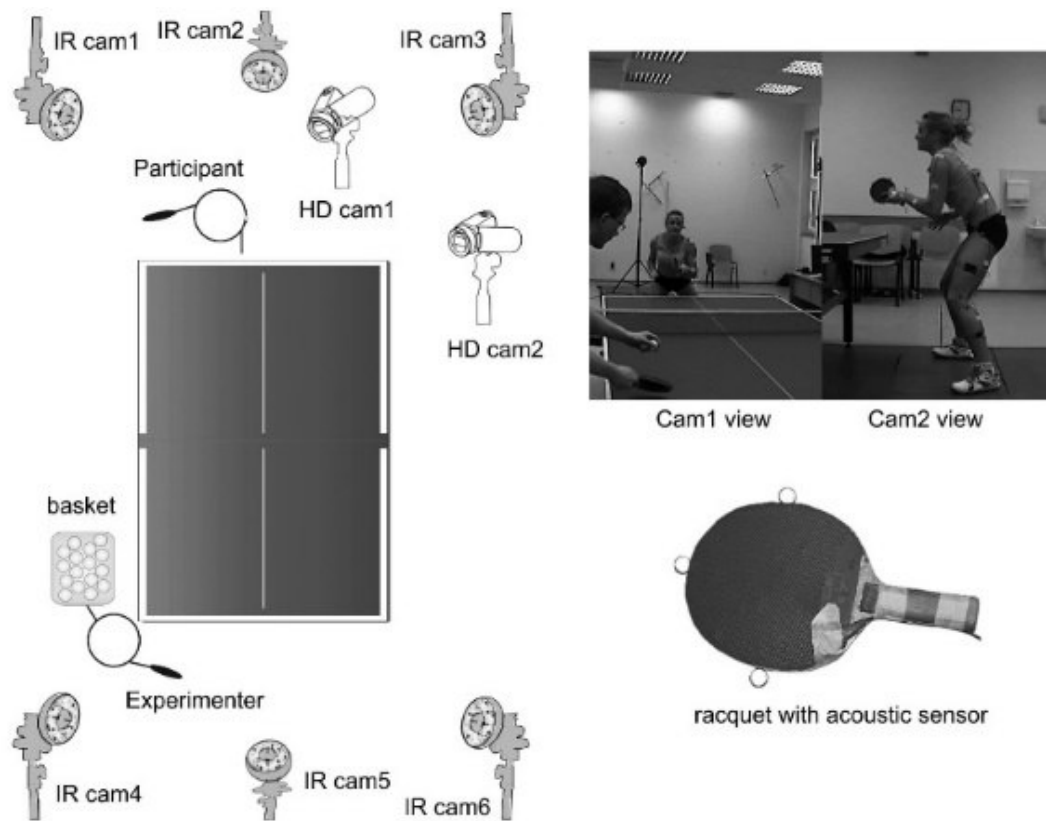 IR cam1
IR cam2
IR cam3
Participant
HD cam1
HD cam2
basket
Experimenter
IR cam4
IR cam5
IR cam6
Cam1 view
Cam2 view
racquet with acoustic sensor